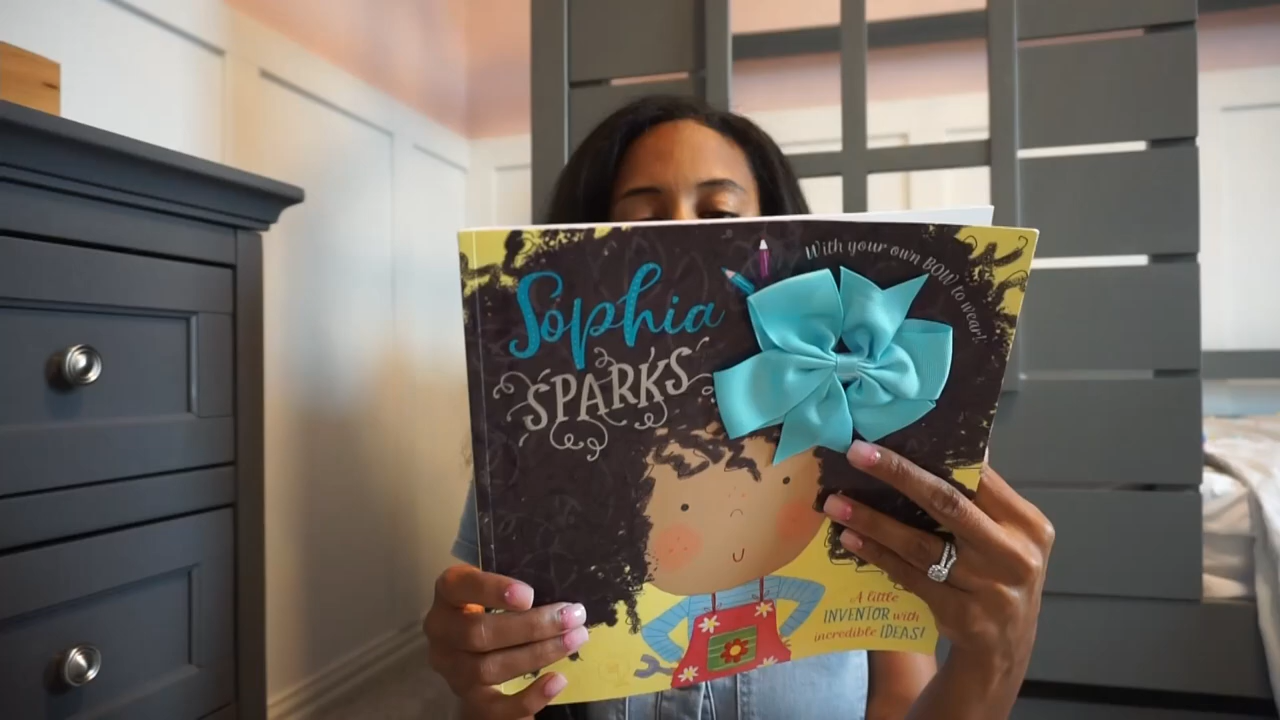 Sophia
SPARKS
With your own BOW to wear!
A little
INVENTOR with
incredible IDEAS!